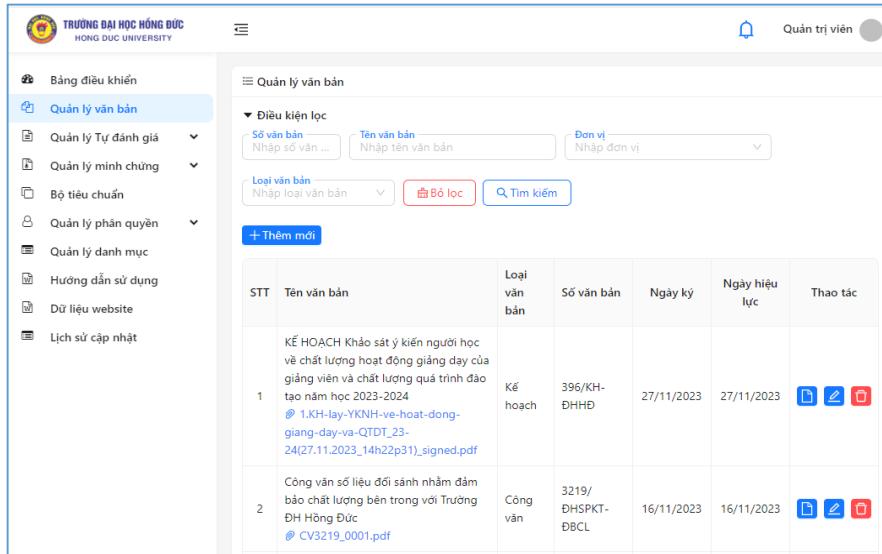 TRƯỜNG ĐẠI HỌC HỒNG ĐỨC
HONG DUC UNIVERSITY
Quản trị viên
Bảng điều khiển
Quản lý văn bản
Quản lý Tự đánh giá
Quản lý minh chứng
Bộ tiêu chuẩn
Quản lý phân quyền
Quản lý danh mục
Hướng dẫn sử dụng
Dữ liệu website
Lịch sử cập nhật
Quản lý văn bản
Điều kiện lọc
Số văn bản
Nhập số văn ...
Tên văn bản
Nhập tên văn bản
Đơn vị
Nhập đơn vị
Loại văn bản
Nhập loại văn bản
Bỏ lọc
Tìm kiếm
+ Thêm mới
STT
Tên văn bản
Loại
văn
bản
Số văn bản
Ngày ký
Ngày hiệu
lực
Thao tác
1
KẾ HOẠCH Khảo sát ý kiến người học
về chất lượng hoạt động giảng dạy của
giảng viên và chất lượng quá trình đào
tạo năm học 2023-2024
1.KH-lay-YKNH-ve-hoat-dong-
giang-day-va-QTDT_23-
24(27.11.2023_14h22p31)_signed.pdf
Kế
hoạch
396/KH-
ĐHHĐ
27/11/2023
27/11/2023
2
Công văn số liệu đối sánh nhằm đảm
bảo chất lượng bên trong với Trường
ĐH Hồng Đức
CV3219_0001.pdf
Công
văn
3219/
ĐHSPKT-
ĐBCL
16/11/2023
16/11/2023